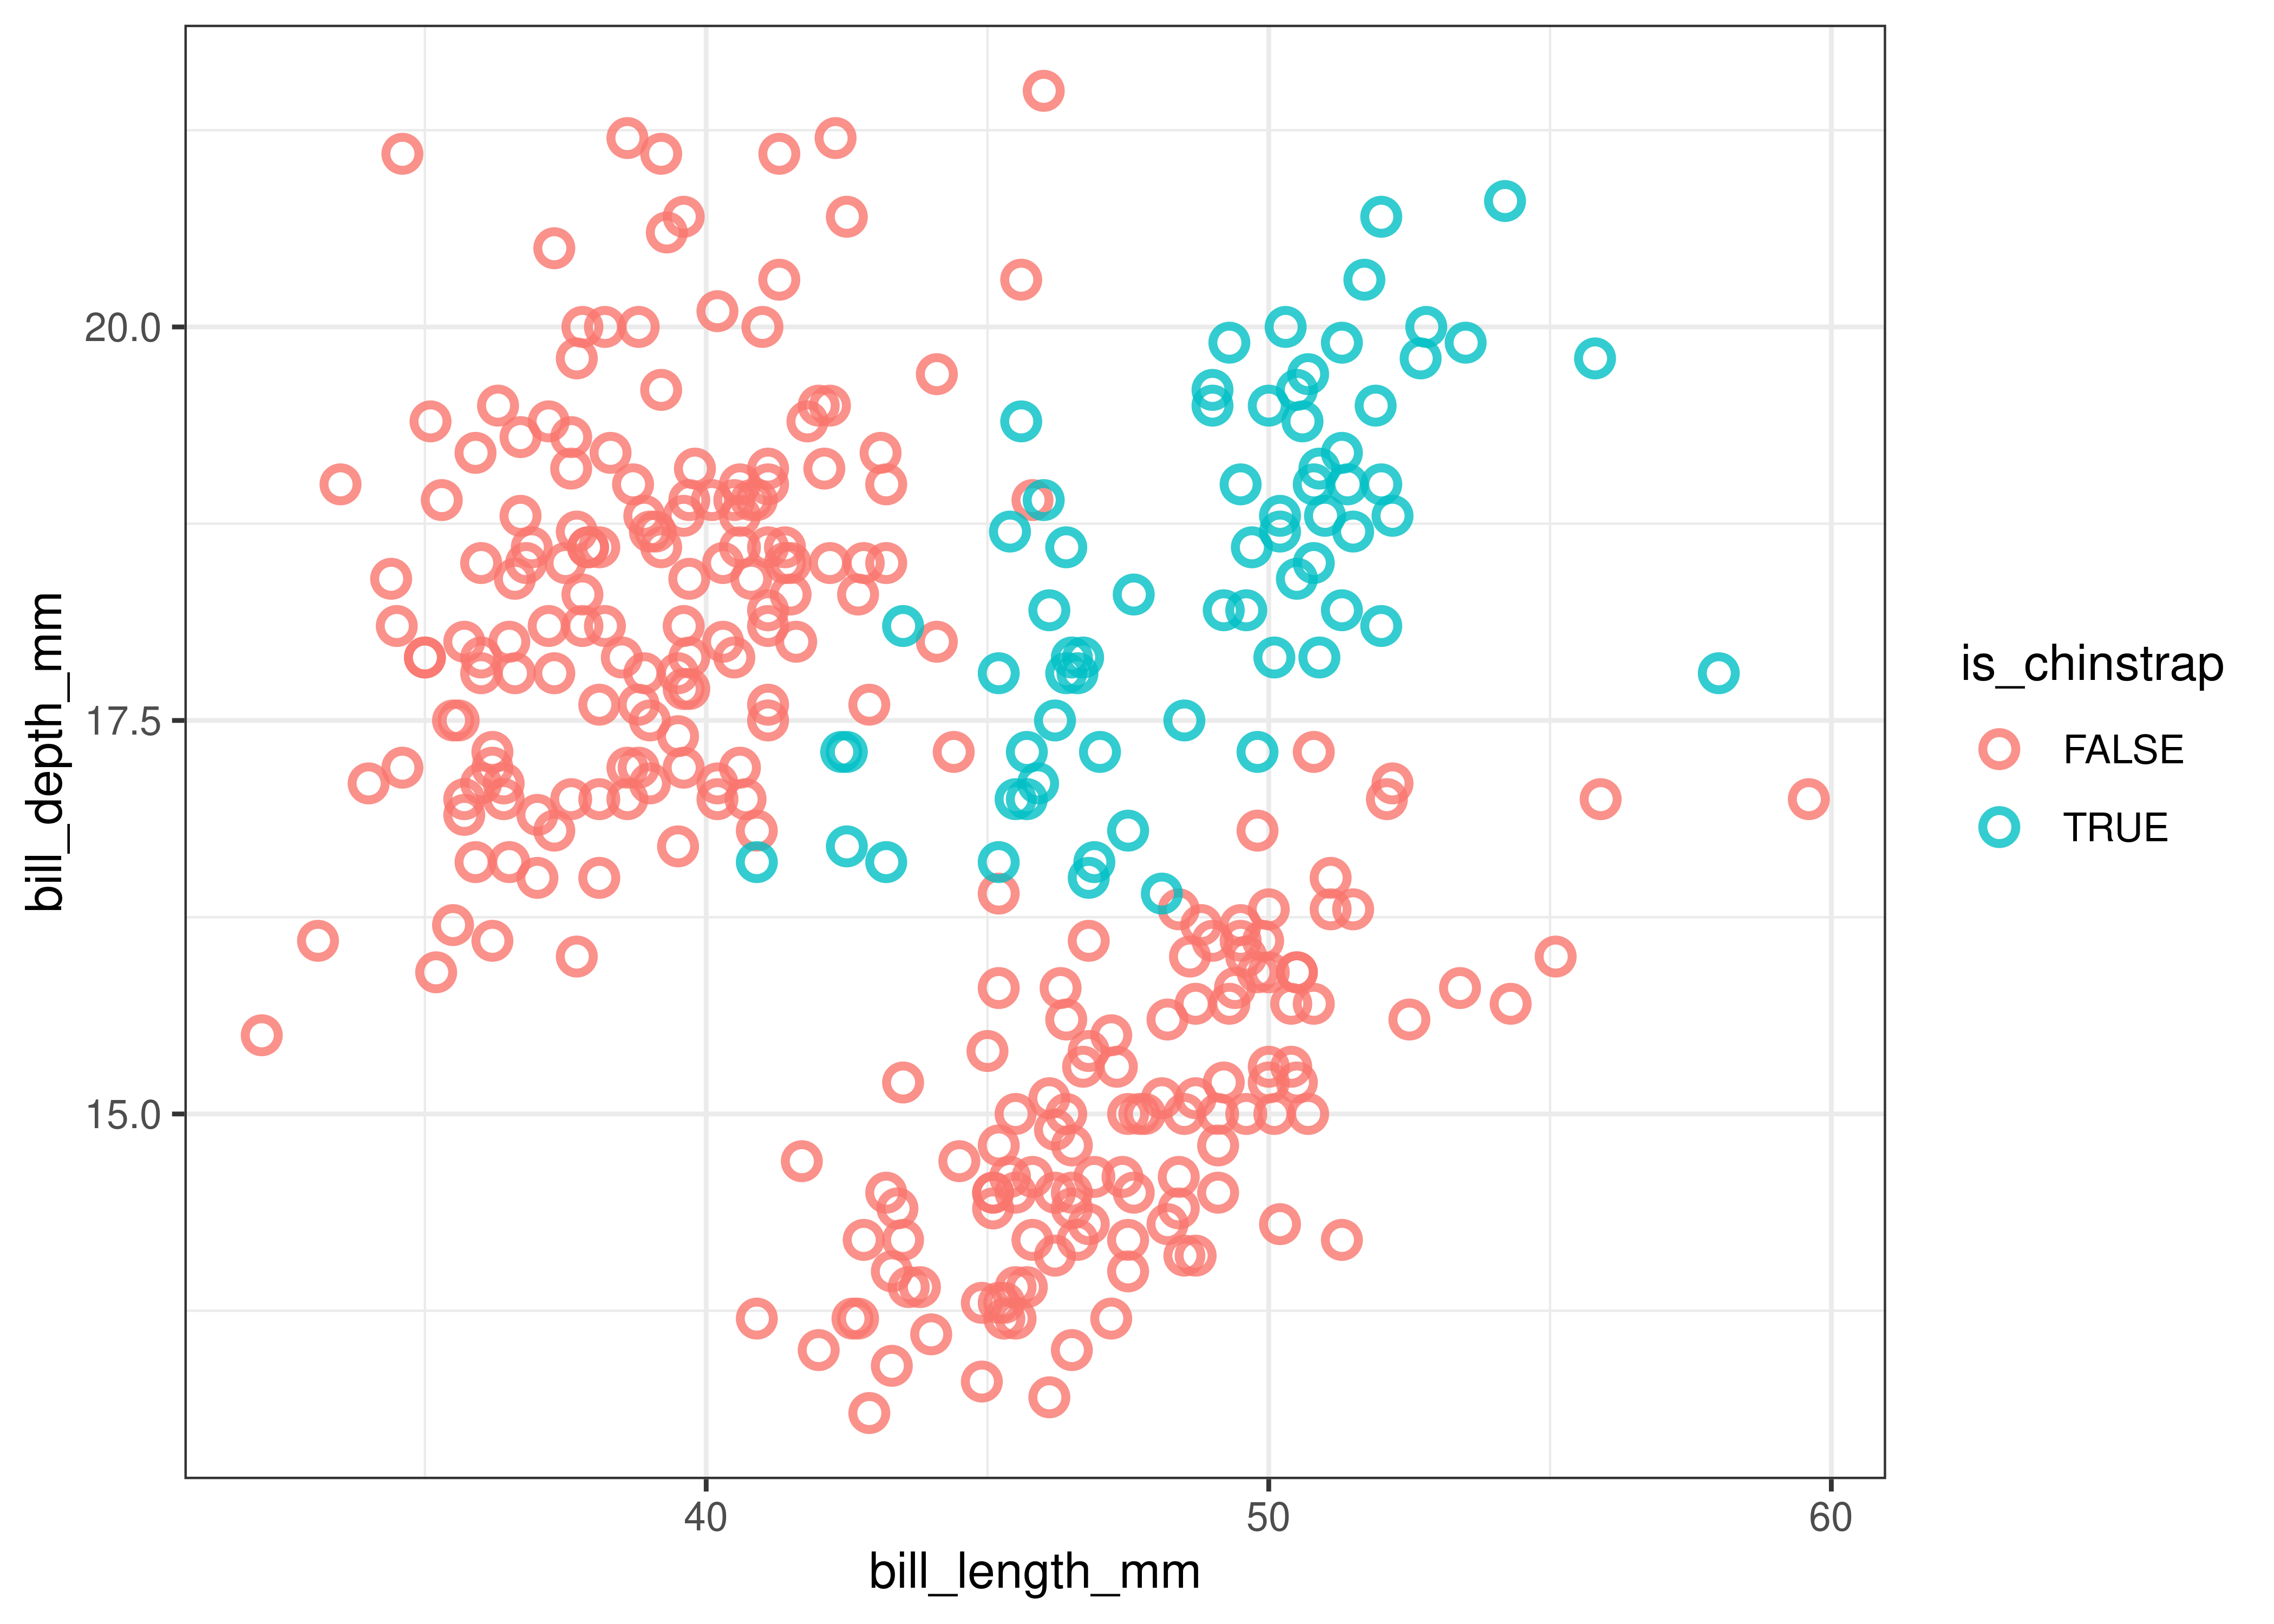 20.0
17.5
15.0
bill_depth_mm
40
50
60
bill_length_mm
is_chinstrap
FALSE
TRUE